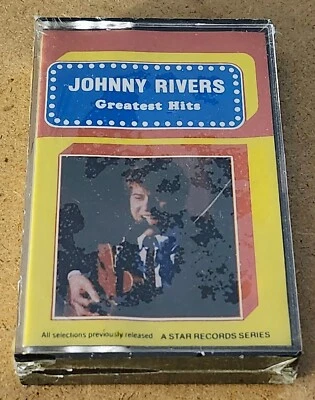 JOHNNY RIVERS
Greatest Hits
All selections previously released. A STAR RECORDS SERIES